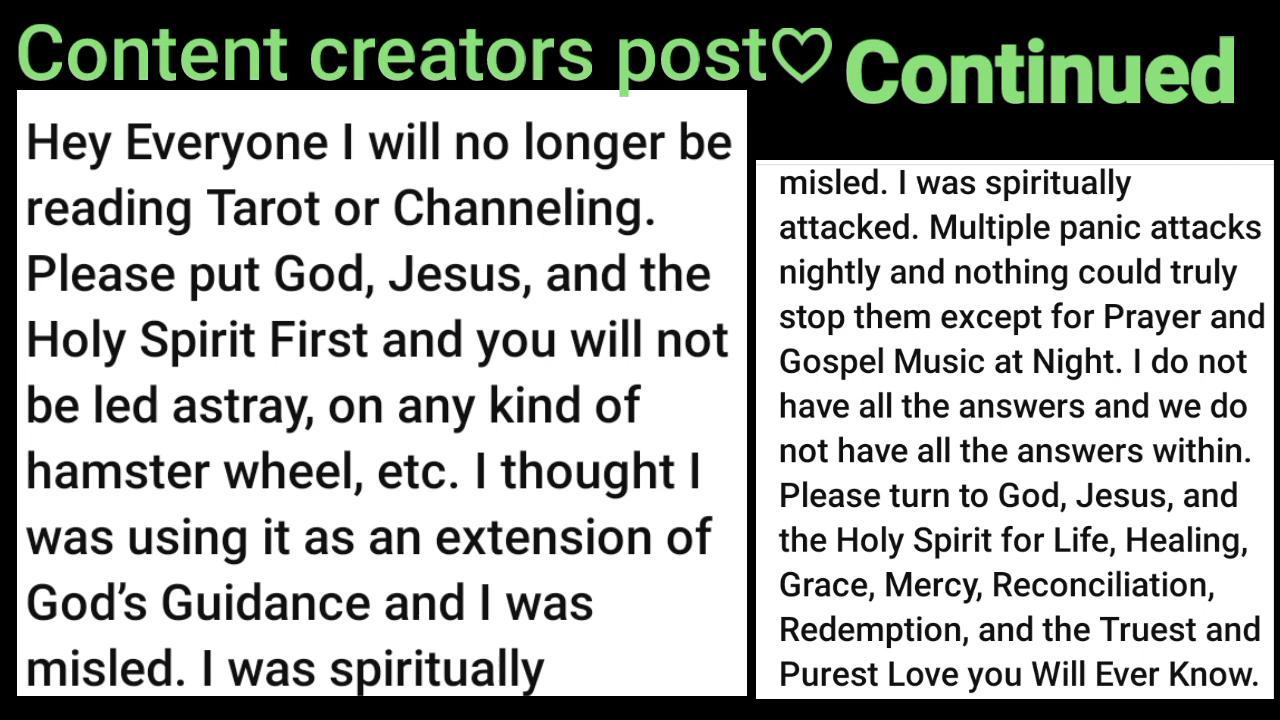 Content creators post♡
Hey Everyone I will no longer be
reading Tarot or Channeling.
Please put God, Jesus, and the
Holy Spirit First and you will not
be led astray, on any kind of
hamster wheel, etc. I thought I
was using it as an extension of
God’s Guidance and I was
misled. I was spiritually
Continued
misled. I was spiritually
attacked. Multiple panic attacks
nightly and nothing could truly
stop them except for Prayer and
Gospel Music at Night. I do not
have all the answers and we do
not have all the answers within.
Please turn to God, Jesus, and
the Holy Spirit for Life, Healing,
Grace, Mercy, Reconciliation,
Redemption, and the Truest and
Purest Love you Will Ever Know.